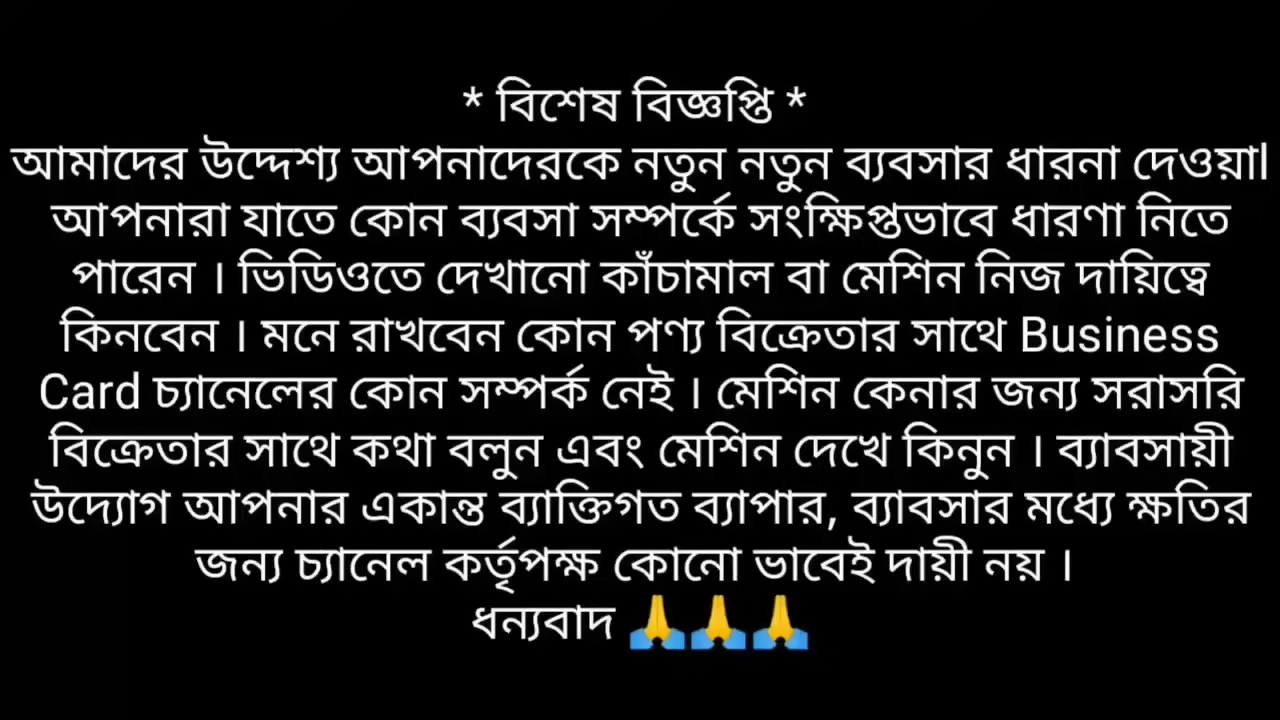 * বিশেষ বিজ্ঞপ্তি *
আমাদের উদ্দেশ্য আপনাদেরকে নতুন নতুন ব্যবসার ধারনা দেওয়া৷
আপনারা যাতে কোন ব্যবসা সম্পর্কে সংক্ষিপ্তভাবে ধারণা নিতে
পারেন । ভিডিওতে দেখানো কাঁচামাল বা মেশিন নিজ দায়িত্বে
কিনবেন । মনে রাখবেন কোন পণ্য বিক্রেতার সাথে Business
Card চ্যানেলের কোন সম্পর্ক নেই । মেশিন কেনার জন্য সরাসরি
বিক্রেতার সাথে কথা বলুন এবং মেশিন দেখে কিনুন । ব্যাবসায়ী
উদ্যোগ আপনার একান্ত ব্যাক্তিগত ব্যাপার, ব্যাবসার মধ্যে ক্ষতির
জন্য চ্যানেল কর্তৃপক্ষ কোনো ভাবেই দায়ী নয় ।
ধন্যবাদ 🙏🙏🙏